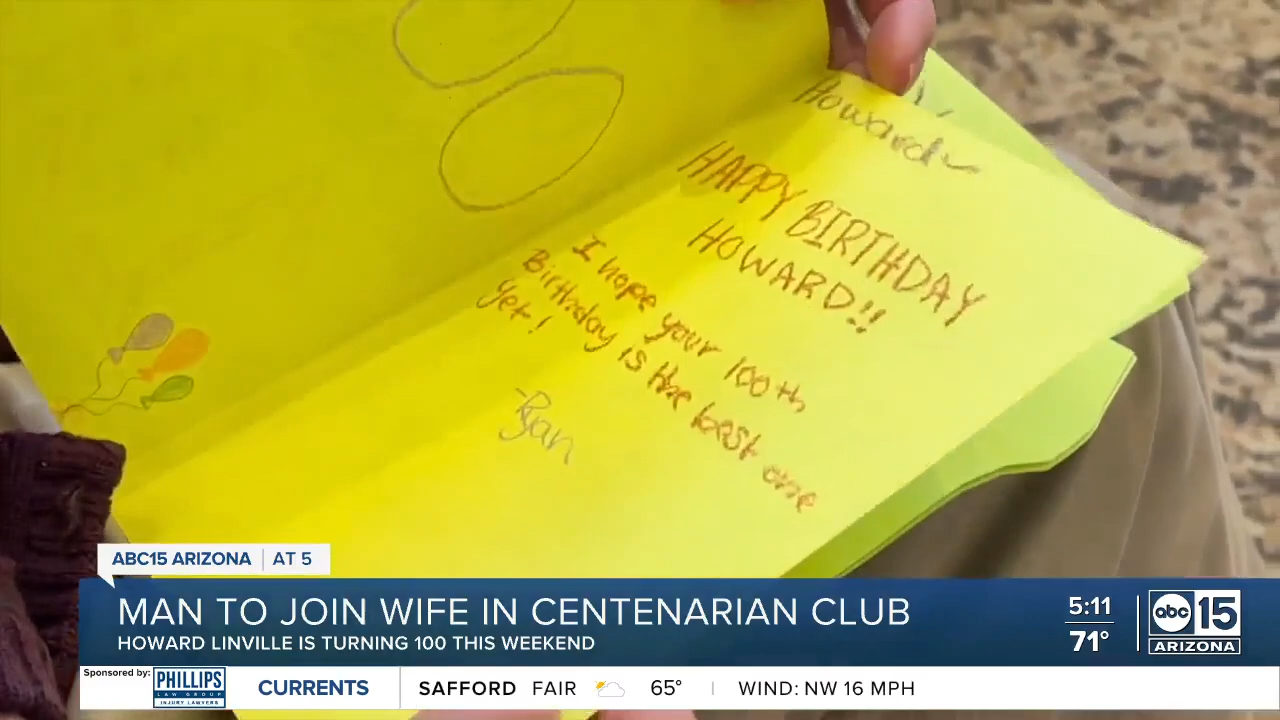 Howard~
HAPPY BIRTHDAY
HOWARD!!
I hope your 100th
Birthday is the best one
yet!
-Ryan
ABC15 ARIZONA | AT 5
MAN TO JOIN WIFE IN CENTENARIAN CLUB
HOWARD LINVILLE IS TURNING 100 THIS WEEKEND
5:11
71°
abc 15
ARIZONA
Sponsored by:
PHILLIPS
LAW GROUP
INJURY LAWYERS
CURRENTS
SAFFORD FAIR 65° | WIND: NW 16 MPH